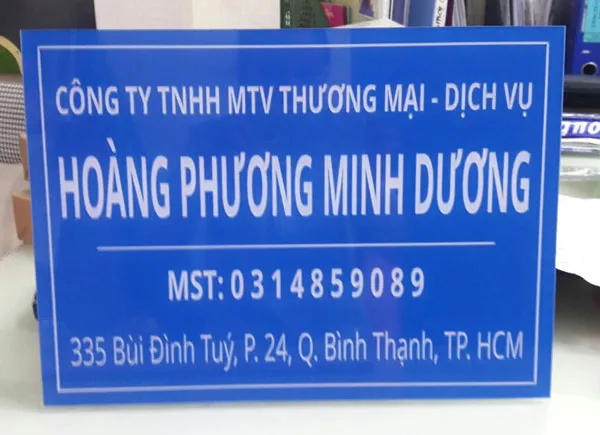 CÔNG TY TNHH MTV THƯƠNG MẠI - DỊCH VỤ
HOÀNG PHƯƠNG MINH DƯƠNG
MST: 0314859089
335 Bùi Đình Tuý, P. 24, Q. Bình Thạnh, TP. HCM